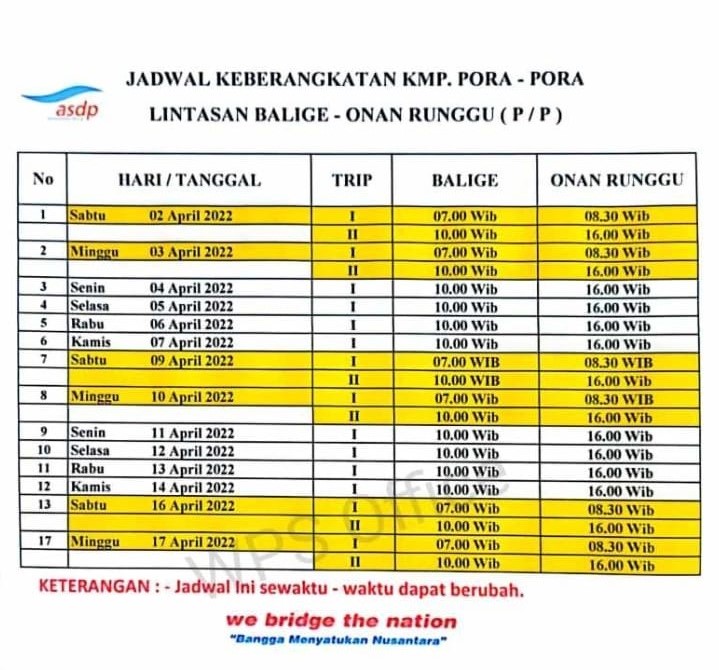 JADWAL KEBERANGKATAN KMP. PORA - PORA
asdp
LINTASAN BALIGE - ONAN RUNGGU ( P / P )
No HARI / TANGGAL TRIP BALIGE ONAN RUNGGU
1 Sabtu 02 April 2022 I 07.00 Wib 08.30 Wib
II 10.00 Wib 16.00 Wib
2 Minggu 03 April 2022 I 07.00 Wib 08.30 Wib
II 10.00 Wib 16.00 Wib
3 Senin 04 April 2022 I 10.00 Wib 16.00 Wib
4 Selasa 05 April 2022 I 10.00 Wib 16.00 Wib
5 Rabu 06 April 2022 I 10.00 Wib 16.00 Wib
6 Kamis 07 April 2022 I 10.00 Wib 16.00 Wib
7 Sabtu 09 April 2022 I 07.00 WIB 08.30 WIB
II 10.00 WIB 16.00 Wib
8 Minggu 10 April 2022 I 07.00 Wib 08.30 WIB
II 10.00 Wib 16.00 Wib
9 Senin 11 April 2022 I 10.00 Wib 16.00 Wib
10 Selasa 12 April 2022 I 10.00 Wib 16.00 Wib
11 Rabu 13 April 2022 I 10.00 Wib 16.00 Wib
12 Kamis 14 April 2022 I 10.00 Wib 16.00 Wib
13 Sabtu 16 April 2022 I 07.00 Wib 08.30 Wib
II 10.00 Wib 16.00 Wib
17 Minggu 17 April 2022 I 07.00 Wib 08.30 Wib
II 10.00 Wib 16.00 Wib
WPS Office
KETERANGAN : - Jadwal Ini sewaktu - waktu dapat berubah.
we bridge the nation
"Bangga Menyatukan Nusantara"